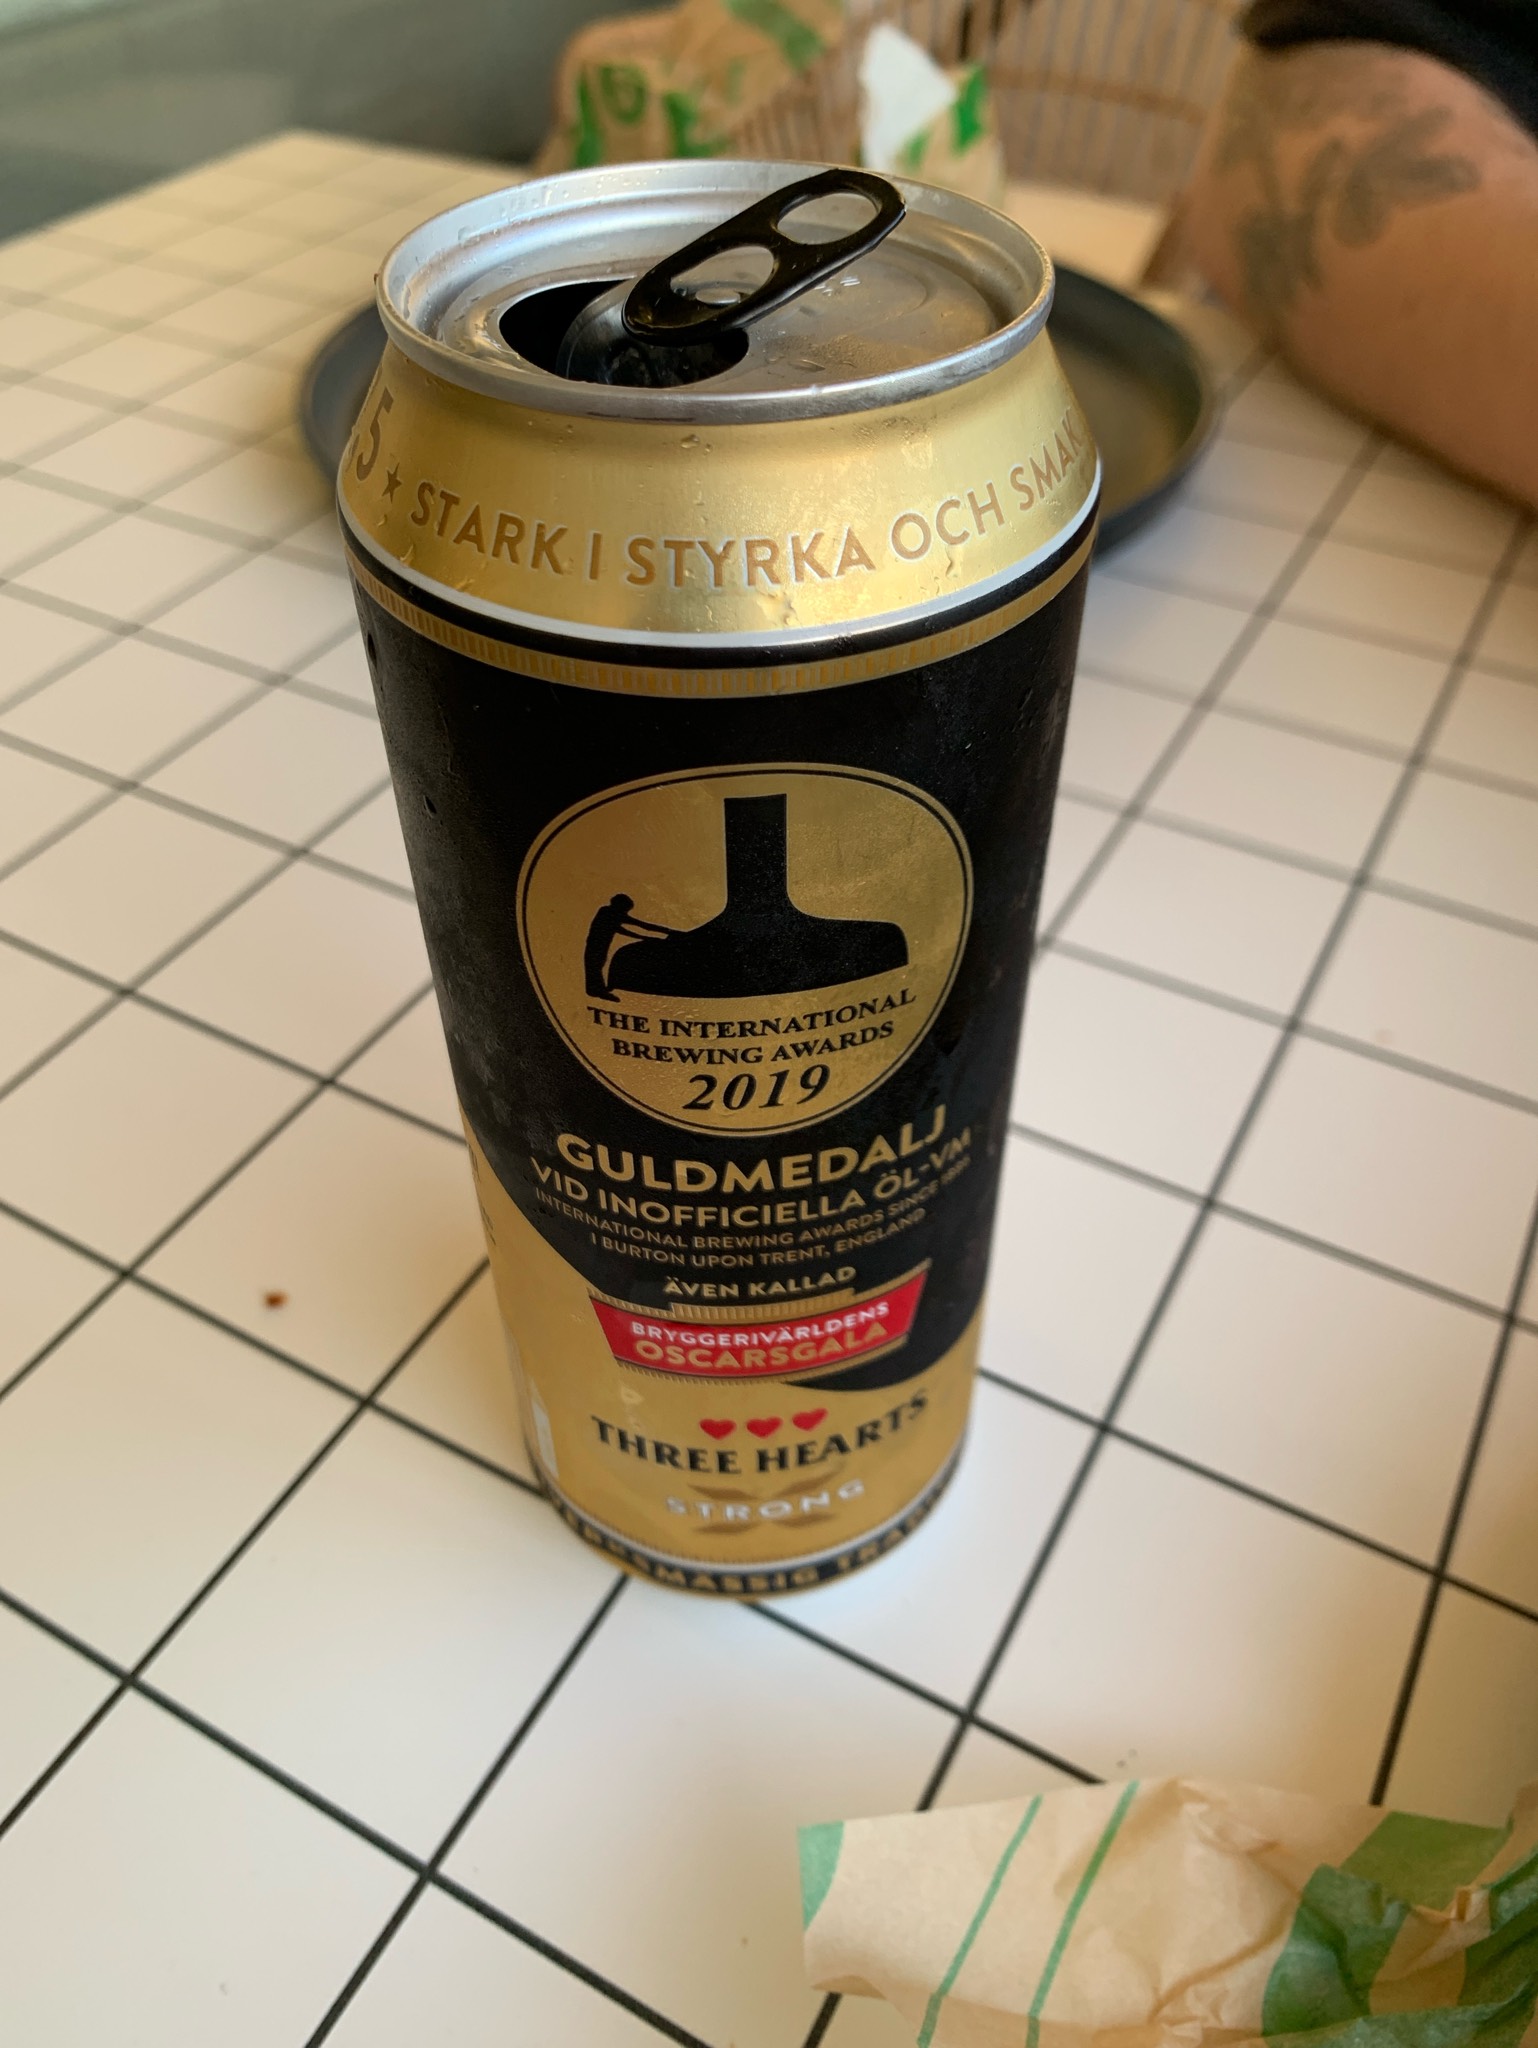 ★ STARK I STYRKA OCH SMAK
THE INTERNATIONAL
BREWING AWARDS
2019
GULDMEDALJ
VID INOFFICIELLA ÖL-VM
INTERNATIONAL BREWING AWARDS SINCE 1886
I BURTON UPON TRENT, ENGLAND
ÄVEN KALLAD
BRYGGERIVÄRLDENS
OSCARSGALA
THREE HEARTS
STRONG